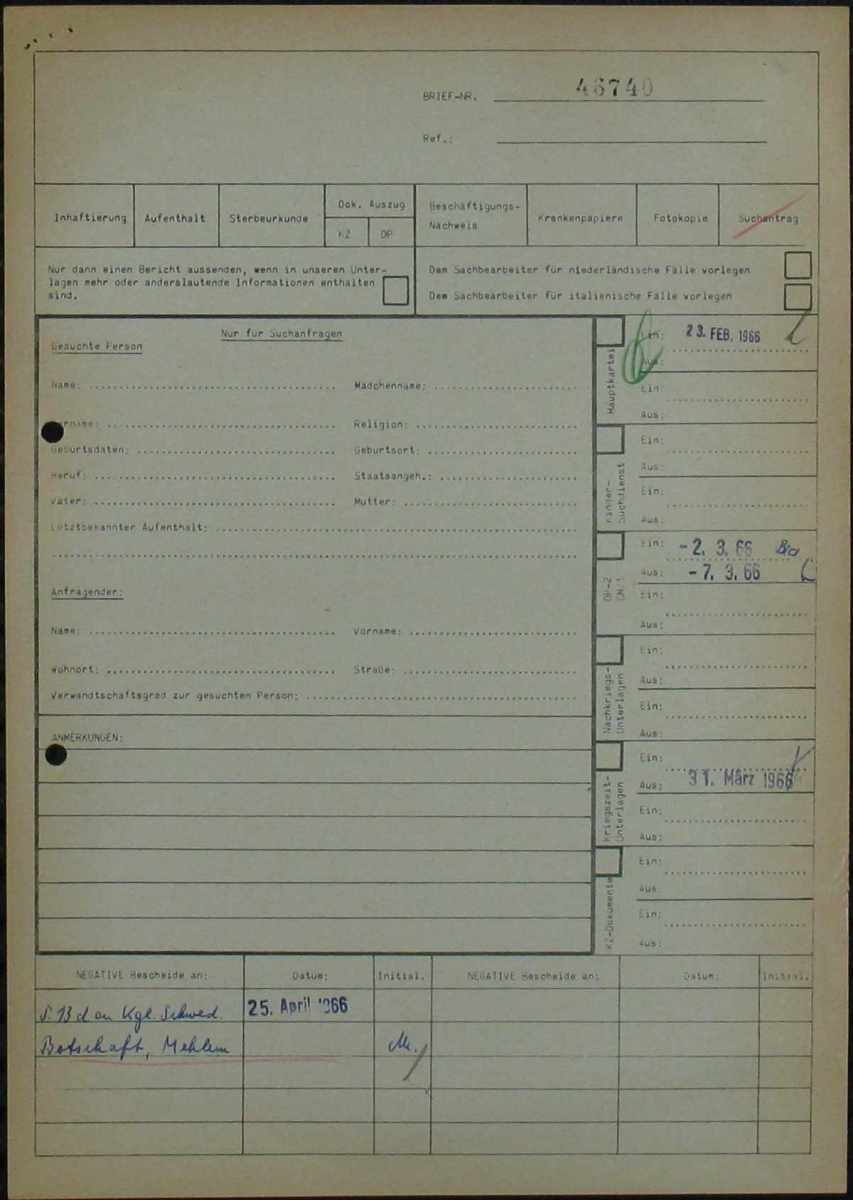 BRIEF-NR. 46740
Ref.:
Inhaftierung Aufenthalt Sterbeurkunde Dok. Auszug KZ DP Beschäftigungs-Nachweis Krankenpapiere Fotokopie Suchantrag
Nur dann einen Bericht aussenden, wenn in unseren Unter-
lagen mehr oder anderslautende Informationen enthalten
sind.
Dem Sachbearbeiter für niederländische Fälle vorlegen
Dem Sachbearbeiter für italienische Fälle vorlegen
Nur für Suchanfragen
Gesuchte Person
Name: Mädchenname:
Vorname: Religion:
Geburtsdaten: Geburtsort:
Beruf: Staatsangeh.:
Vater: Mutter:
Letztbekannter Aufenthalt:
Anfragender:
Name: Vorname:
Wohnort: Straße:
Verwandtschaftsgrad zur gesuchten Person:
ANMERKUNGEN:
Hauptkartei
Ein: 23. FEB. 1966
Aus:
Ein
Aus:
Kinder-
Suchdienst
Ein:
Aus:
Ein:
Aus:
Ein: -2. 3. 66
Aus: -7. 3. 66
Ein:
Aus:
Nachkriegs-
Unterlagen
Ein:
Aus:
Ein:
Aus:
Kriegszeit-
Unterlagen
Ein:
Aus: 31. März 1966
Ein:
Aus:
KZ-Dokumente
Ein:
Aus
Ein:
Aus:
NEGATIVE Bescheide an: Datum: Initial. NEGATIVE Bescheide an: Datum: Initial.
an Kgl. Schwed. 25. April 1966
Botschaft, Mehlem